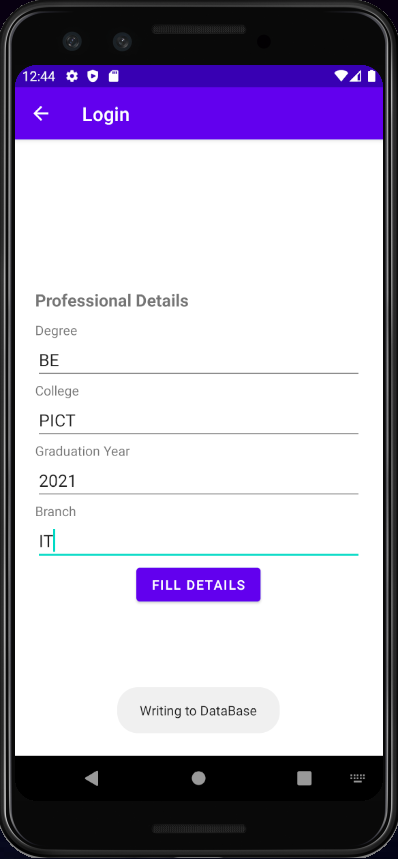 12:44
Login
Professional Details
Degree
BE
College
PICT
Graduation Year
2021
Branch
IT
FILL DETAILS
Writing to DataBase